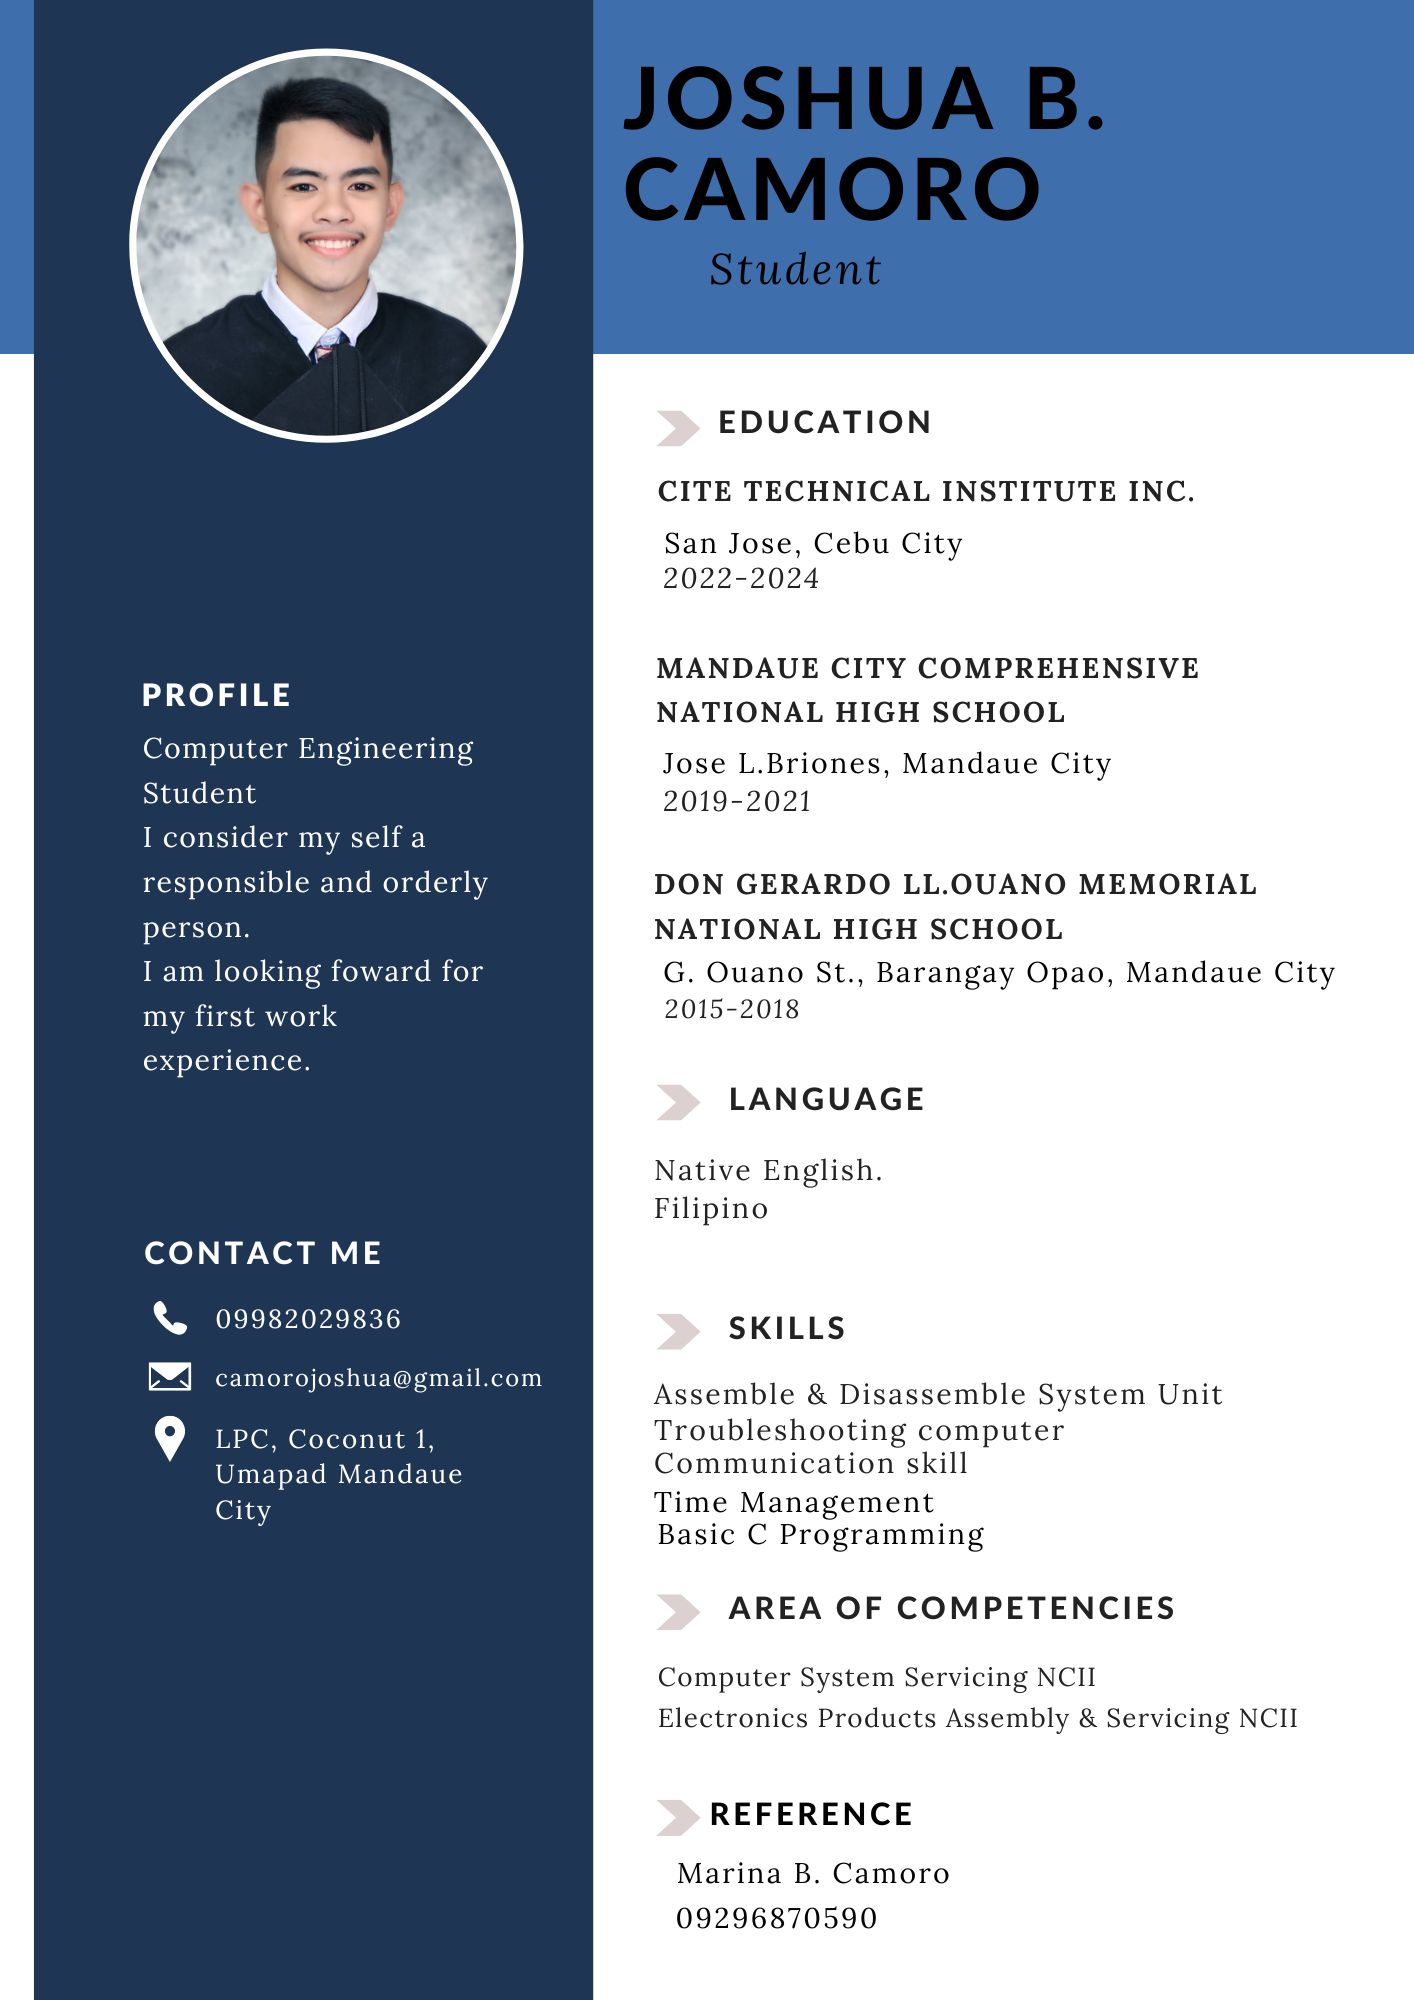 JOSHUA B.
CAMORO
Student
PROFILE
Computer Engineering
Student
I consider my self a
responsible and orderly
person.
I am looking foward for
my first work
experience.
CONTACT ME
09982029836
camorojoshua@gmail.com
LPC, Coconut 1,
Umapad Mandaue
City
EDUCATION
CITE TECHNICAL INSTITUTE INC.
San Jose, Cebu City
2022-2024
MANDAUE CITY COMPREHENSIVE
NATIONAL HIGH SCHOOL
Jose L.Briones, Mandaue City
2019-2021
DON GERARDO LL.OUANO MEMORIAL
NATIONAL HIGH SCHOOL
G. Ouano St., Barangay Opao, Mandaue City
2015-2018
LANGUAGE
Native English.
Filipino
SKILLS
Assemble & Disassemble System Unit
Troubleshooting computer
Communication skill
Time Management
Basic C Programming
AREA OF COMPETENCIES
Computer System Servicing NCII
Electronics Products Assembly & Servicing NCII
REFERENCE
Marina B. Camoro
09296870590